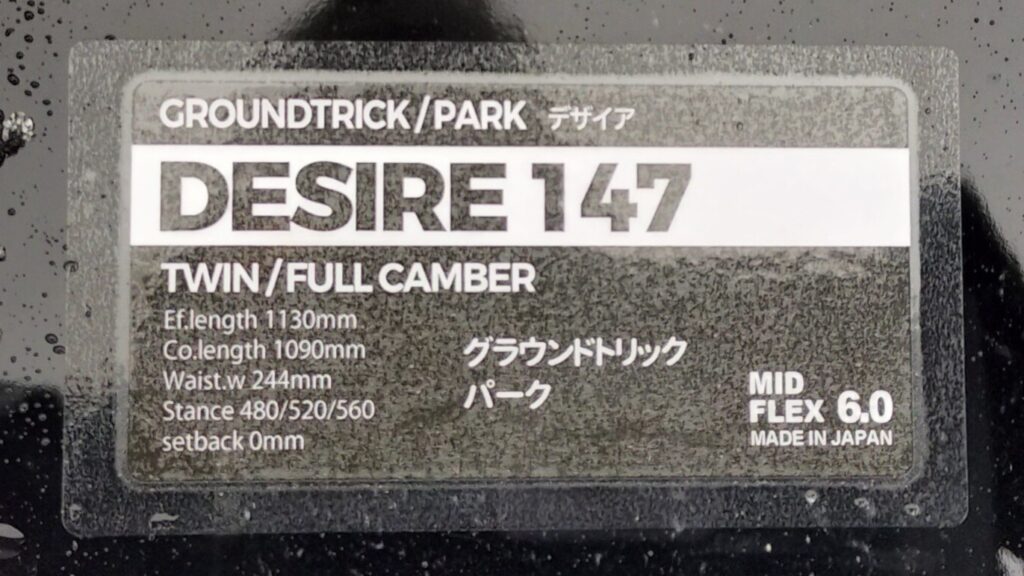 GROUNDTRICK/PARK デザイア
DESIRE 147
TWIN/FULL CAMBER
Ef.length 1130mm
Co.length 1090mm
Waist.w 244mm
Stance 480/520/560
setback 0mm
グラウンドトリック
パーク
MID
FLEX 6.0
MADE IN JAPAN